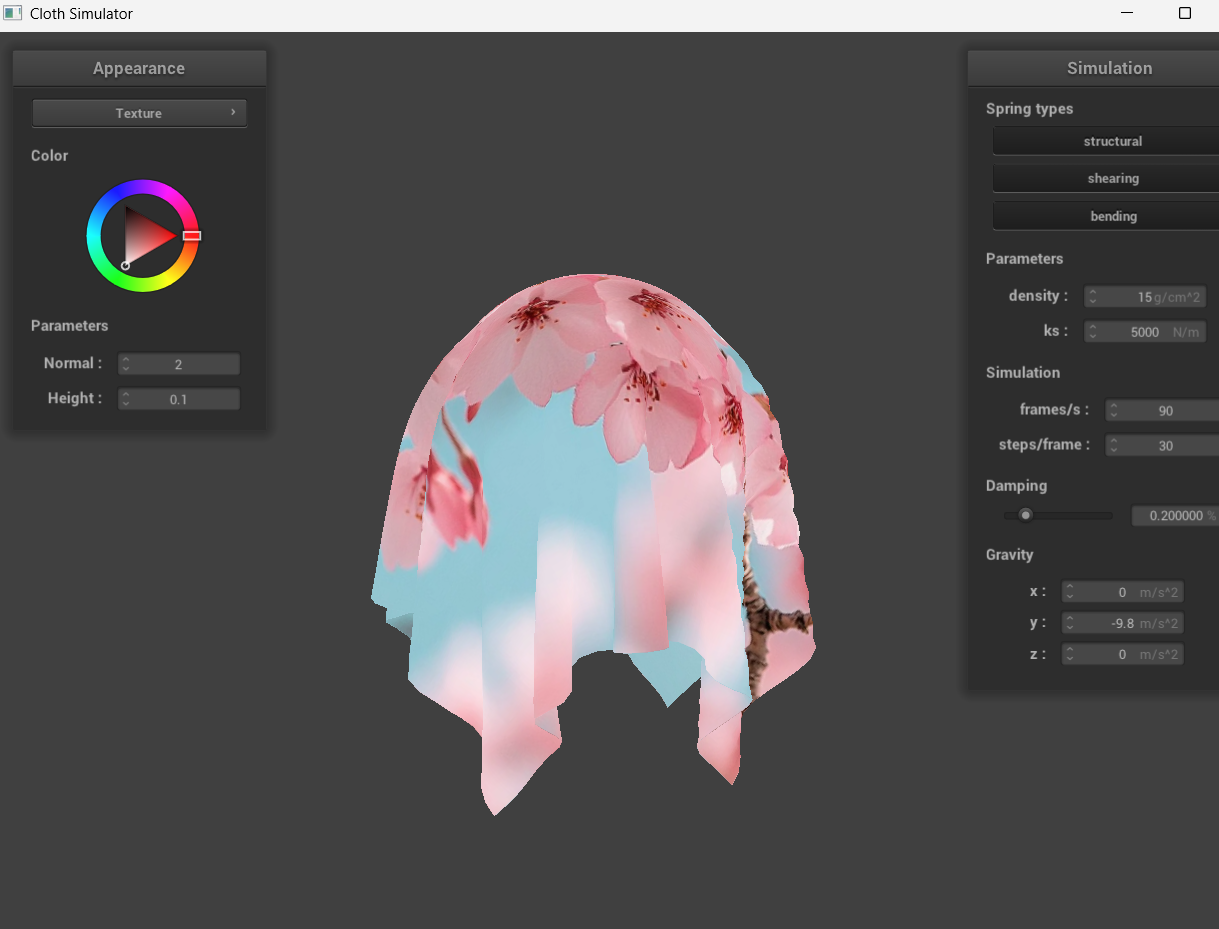 Cloth Simulator
Appearance
Texture
Color
Parameters
Normal : 2
Height : 0.1
Simulation
Spring types
structural
shearing
bending
Parameters
density : 15 g/cm^2
ks : 5000 N/m
Simulation
frames/s : 90
steps/frame : 30
Damping
0.200000 %
Gravity
x : 0 m/s^2
y : -9.8 m/s^2
z : 0 m/s^2